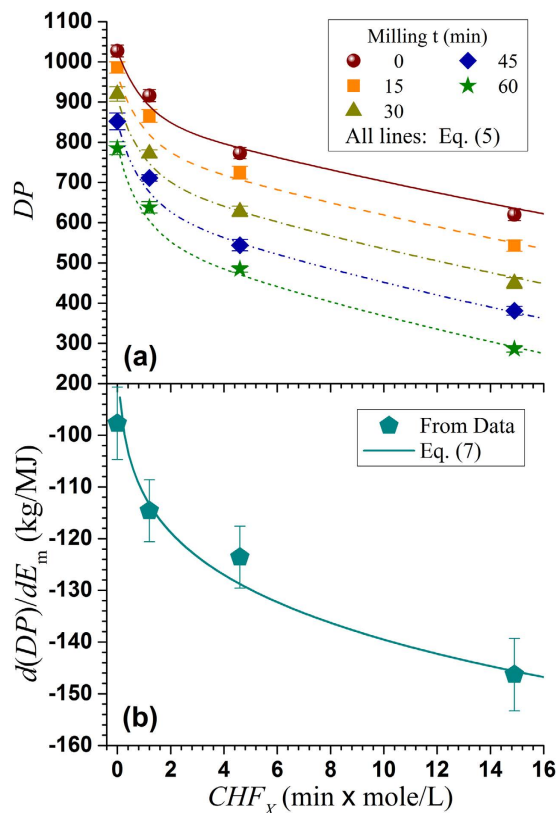 1100
1000
900
800
700
600
500
400
300
200
DP
Milling t (min)
0 45
15 60
30
All lines: Eq. (5)
(a)
-100
-110
-120
-130
-140
-150
-160
d(DP)/dEm (kg/MJ)
From Data
Eq. (7)
(b)
0 2 4 6 8 10 12 14 16
CHFX (min x mole/L)